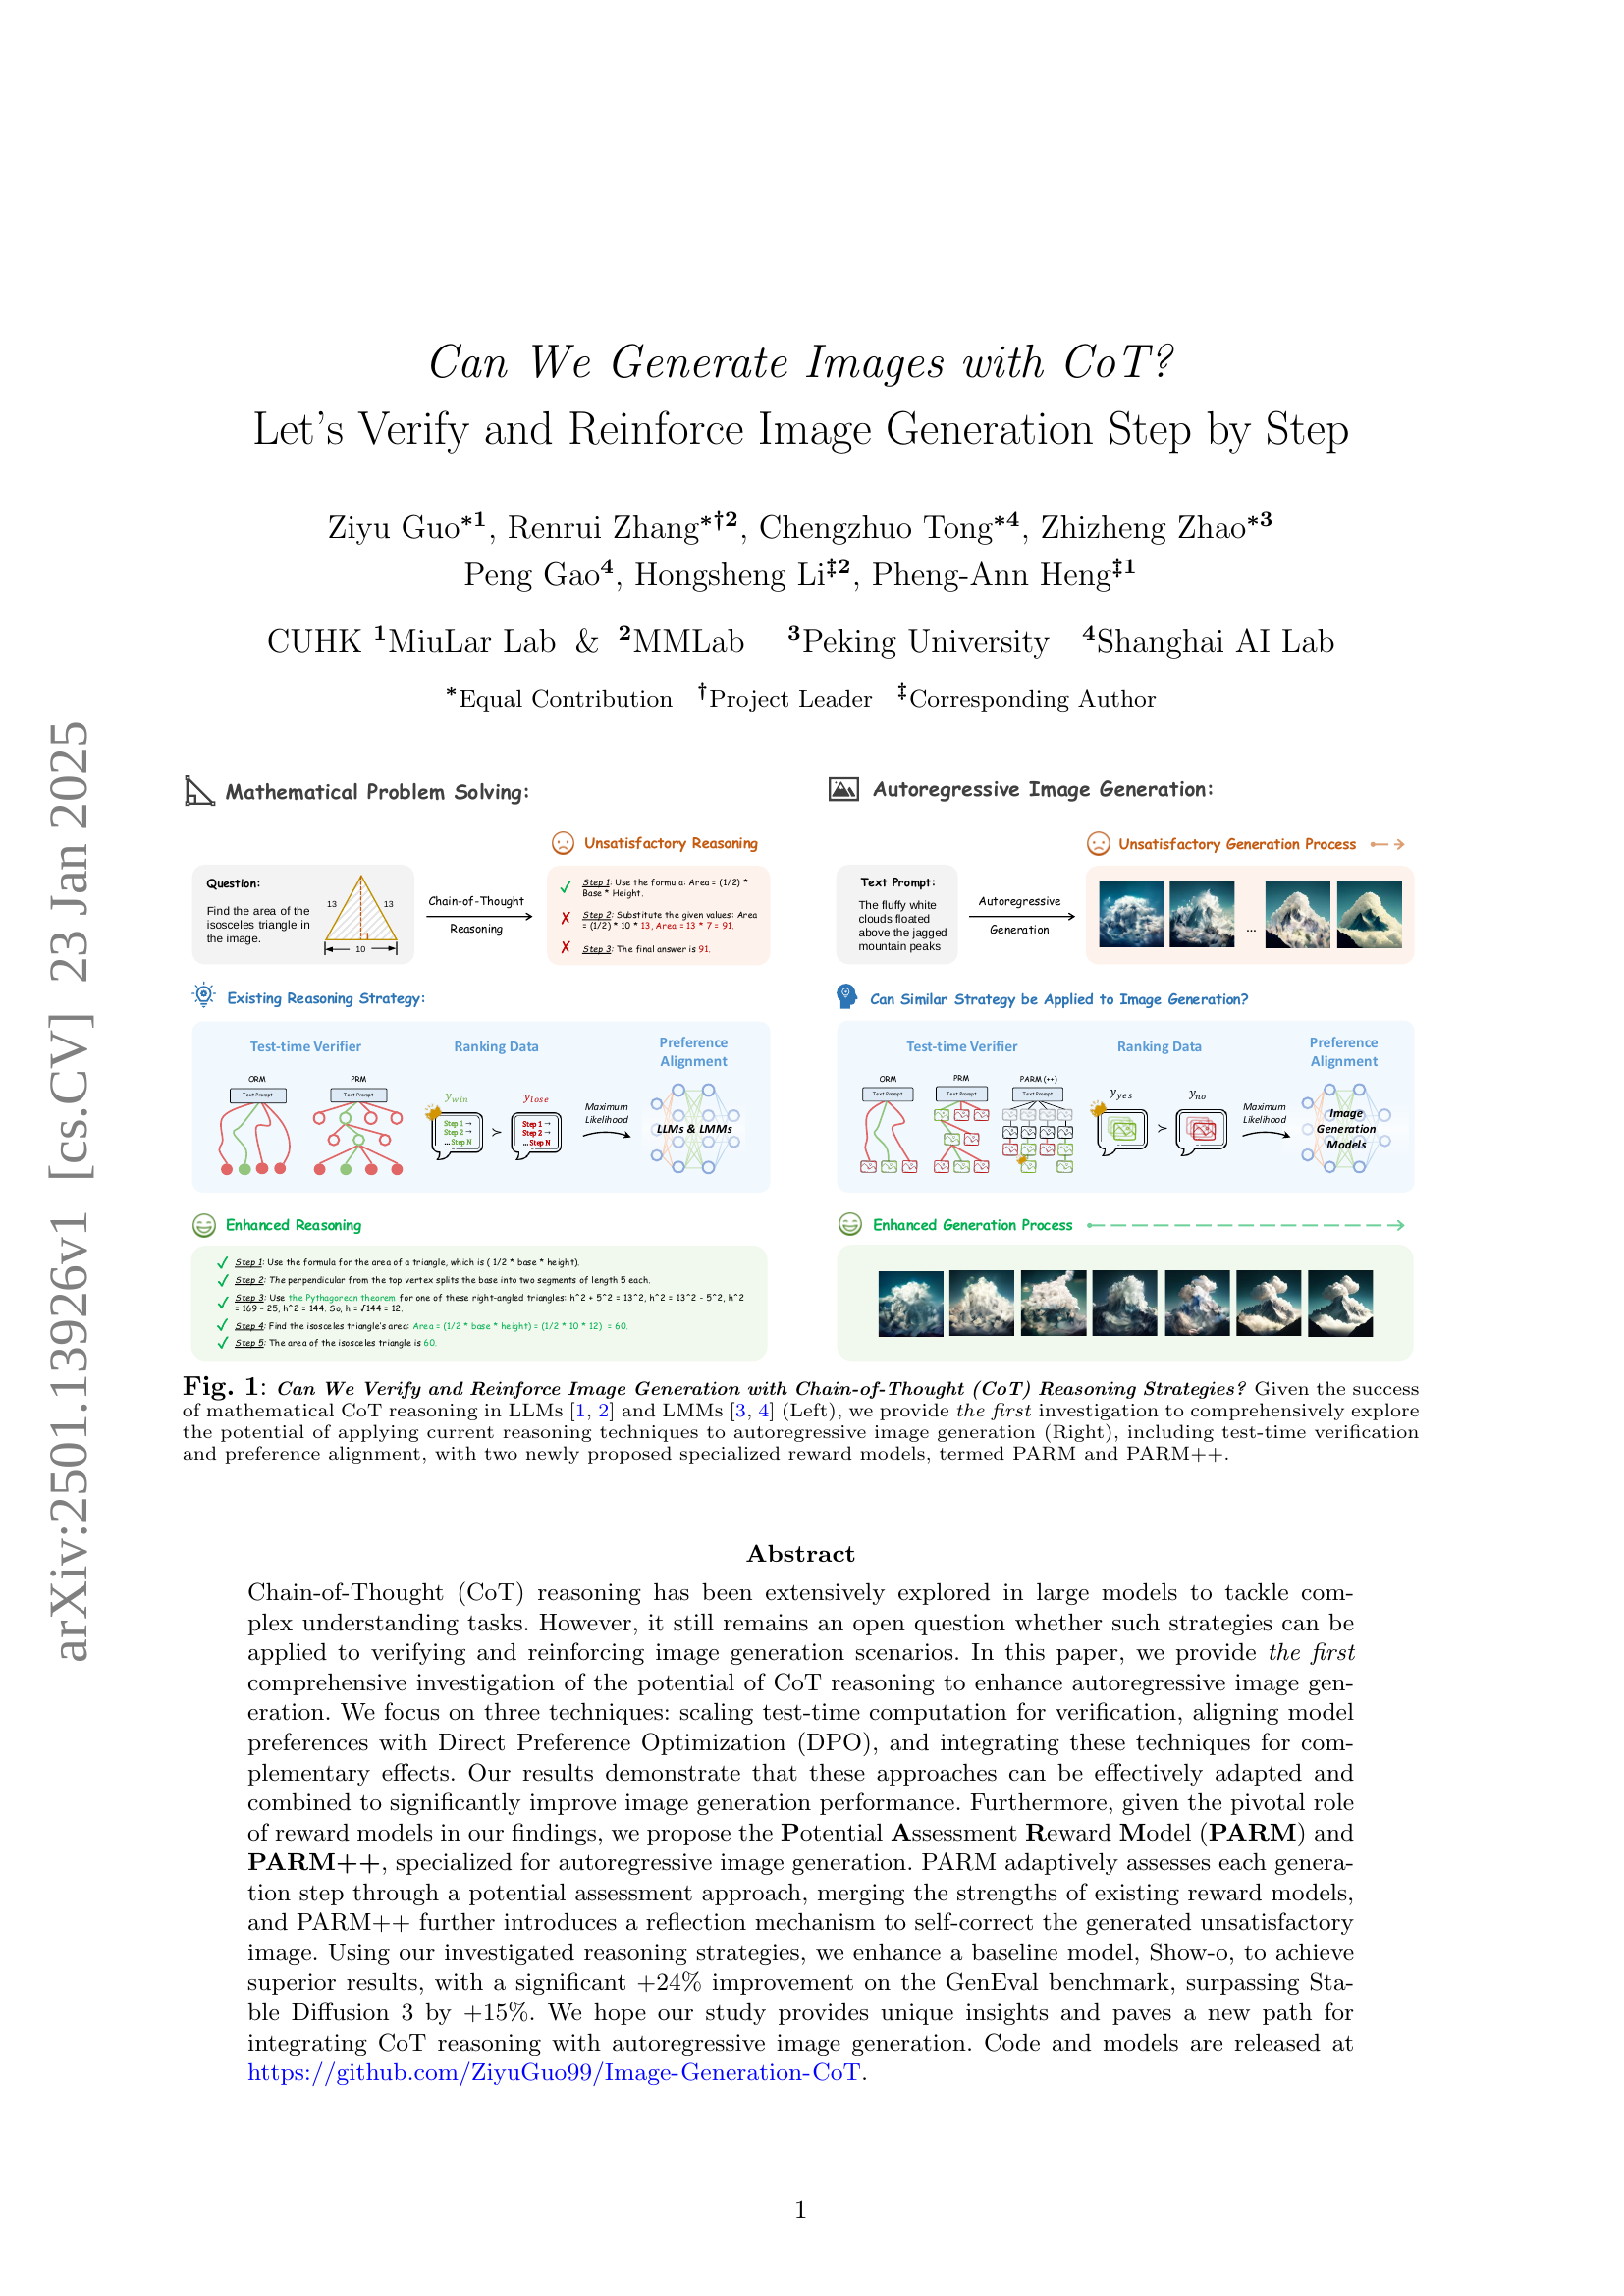 arXiv:2501.13926v1 [cs.CV] 23 Jan 2025
Can We Generate Images with CoT?
Let's Verify and Reinforce Image Generation Step by Step
Ziyu Guo*1, Renrui Zhang*†2, Chengzhuo Tong*4, Zhizheng Zhao*3
Peng Gao4, Hongsheng Li‡2, Pheng-Ann Heng‡1
CUHK 1MiuLar Lab & 2MMLab 3Peking University 4Shanghai AI Lab
*Equal Contribution †Project Leader ‡Corresponding Author
Mathematical Problem Solving:
Unsatisfactory Reasoning
Question:
Find the area of the
isosceles triangle in
the image.
13
13
10
Chain-of-Thought
Reasoning
Step 1: Use the formula: Area = (1/2) *
Base * Height.
Step 2: Substitute the given values: Area
= (1/2) * 10 * 13, Area = 13 * 7 = 91.
Step 3: The final answer is 91.
Existing Reasoning Strategy:
Test-time Verifier
Ranking Data
Preference
Alignment
ORM
Text Prompt
PRM
Text Prompt
ywin
Step 1 →
Step 2 →
... Step N
≻
ylose
Step 1 →
Step 2 →
... Step N
Maximum
Likelihood
LLMs & LMMs
Enhanced Reasoning
Step 1: Use the formula for the area of a triangle, which is ( 1/2 * base * height).
Step 2: The perpendicular from the top vertex splits the base into two segments of length 5 each.
Step 3: Use the Pythagorean theorem for one of these right-angled triangles: h^2 + 5^2 = 13^2, h^2 = 13^2 - 5^2, h^2
= 169 – 25, h^2 = 144. So, h = √144 = 12.
Step 4: Find the isosceles triangle's area: Area = (1/2 * base * height) = (1/2 * 10 * 12) = 60.
Step 5: The area of the isosceles triangle is 60.
Autoregressive Image Generation:
Unsatisfactory Generation Process
Text Prompt:
The fluffy white
clouds floated
above the jagged
mountain peaks
Autoregressive
Generation
...
Can Similar Strategy be Applied to Image Generation?
Test-time Verifier
Ranking Data
Preference
Alignment
ORM
Text Prompt
PRM
Text Prompt
PARM (++)
Text Prompt
yyes
≻
yno
Maximum
Likelihood
Image
Generation
Models
Enhanced Generation Process
Fig. 1: Can We Verify and Reinforce Image Generation with Chain-of-Thought (CoT) Reasoning Strategies? Given the success
of mathematical CoT reasoning in LLMs [1, 2] and LMMs [3, 4] (Left), we provide the first investigation to comprehensively explore
the potential of applying current reasoning techniques to autoregressive image generation (Right), including test-time verification
and preference alignment, with two newly proposed specialized reward models, termed PARM and PARM++.
Abstract
Chain-of-Thought (CoT) reasoning has been extensively explored in large models to tackle com-
plex understanding tasks. However, it still remains an open question whether such strategies can be
applied to verifying and reinforcing image generation scenarios. In this paper, we provide the first
comprehensive investigation of the potential of CoT reasoning to enhance autoregressive image gen-
eration. We focus on three techniques: scaling test-time computation for verification, aligning model
preferences with Direct Preference Optimization (DPO), and integrating these techniques for com-
plementary effects. Our results demonstrate that these approaches can be effectively adapted and
combined to significantly improve image generation performance. Furthermore, given the pivotal role
of reward models in our findings, we propose the Potential Assessment Reward Model (PARM) and
PARM++, specialized for autoregressive image generation. PARM adaptively assesses each genera-
tion step through a potential assessment approach, merging the strengths of existing reward models,
and PARM++ further introduces a reflection mechanism to self-correct the generated unsatisfactory
image. Using our investigated reasoning strategies, we enhance a baseline model, Show-o, to achieve
superior results, with a significant +24% improvement on the GenEval benchmark, surpassing Sta-
ble Diffusion 3 by +15%. We hope our study provides unique insights and paves a new path for
integrating CoT reasoning with autoregressive image generation. Code and models are released at
https://github.com/ZiyuGuo99/Image-Generation-CoT.
1